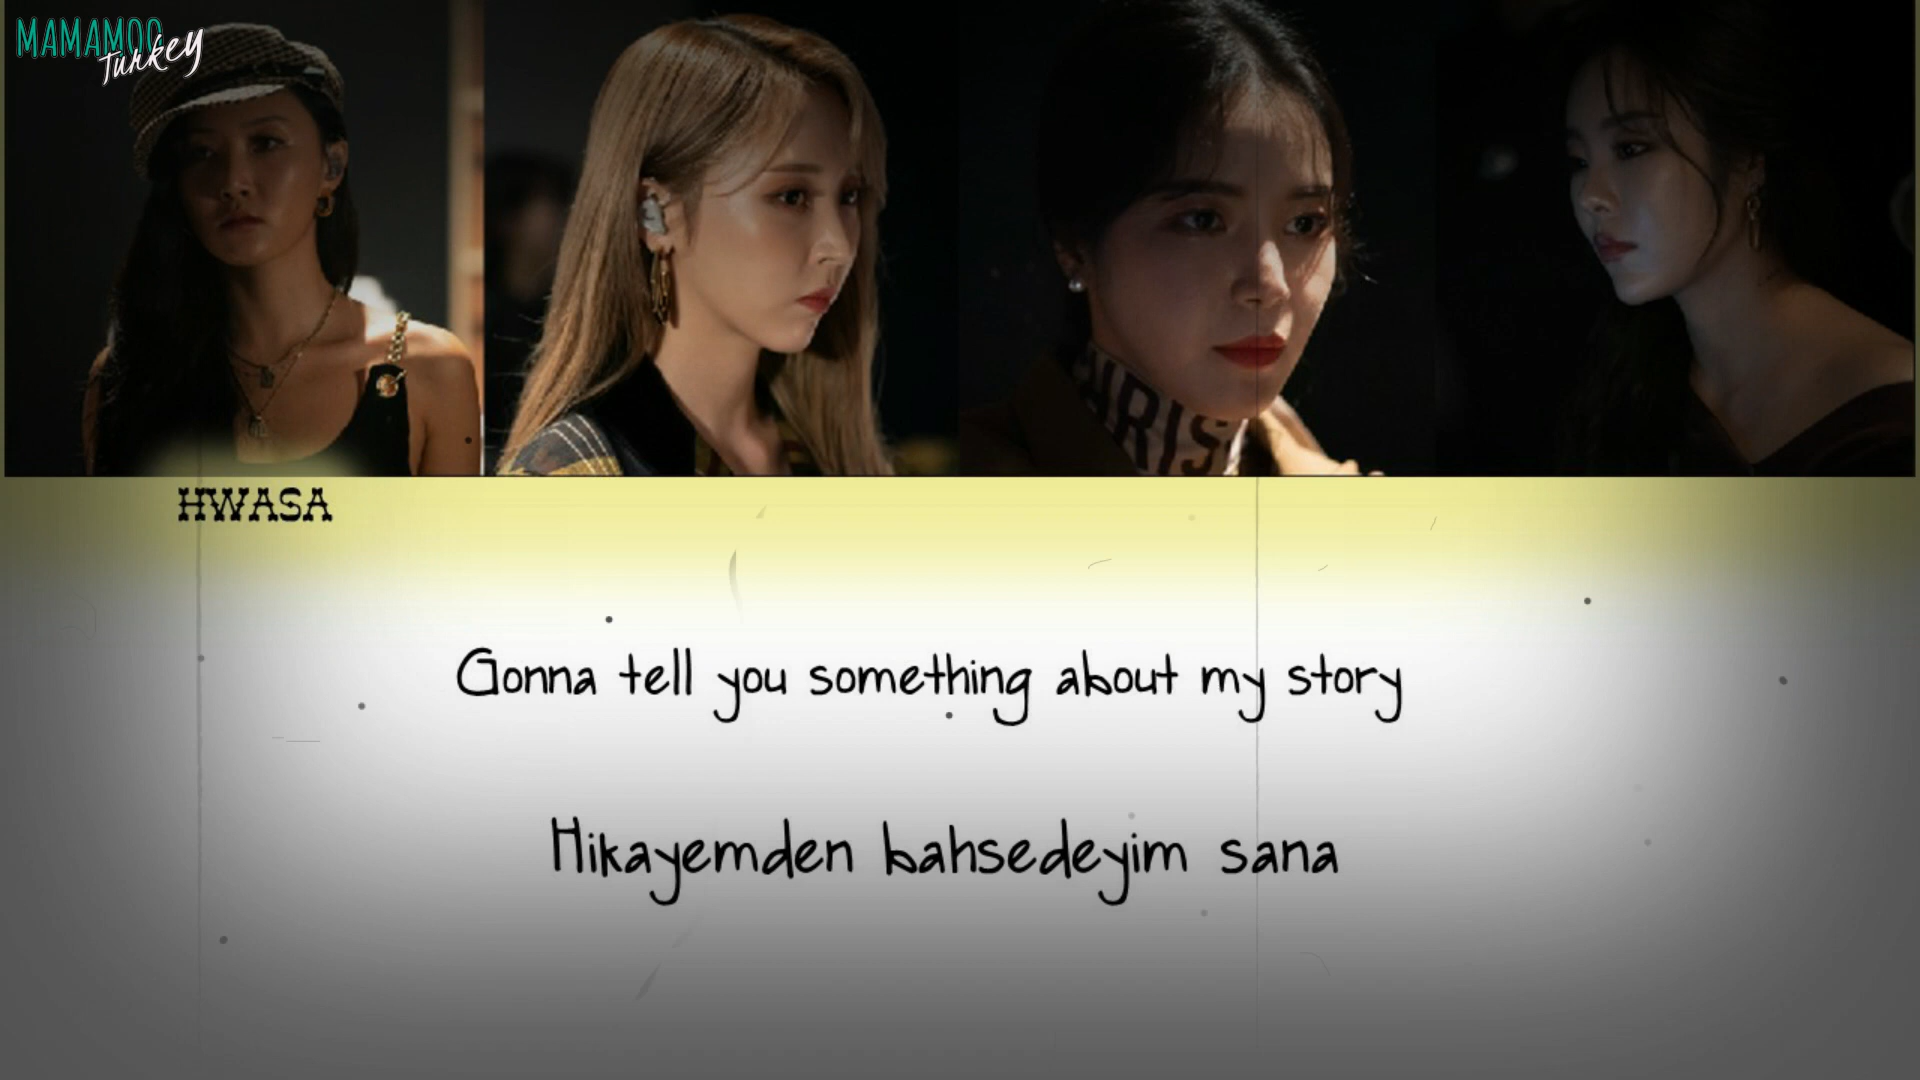 MAMAMOO
Turkey
HWASA
Gonna tell you something about my story
Hikayemden bahsedeyim sana